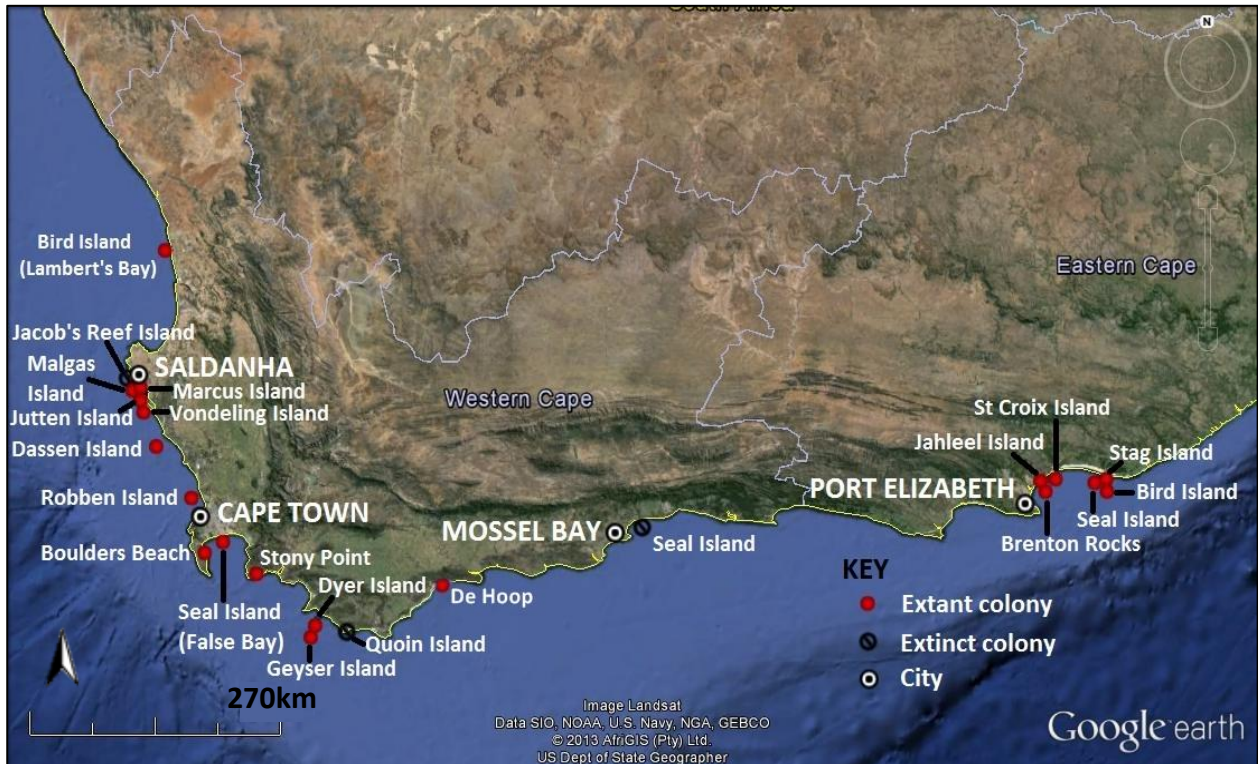 South Africa
N
Bird Island
(Lambert's Bay)
Eastern Cape
Jacob's Reef Island
SALDANHA
Malgas
Island
Marcus Island
Western Cape
Jutten Island
Vondeling Island
St Croix Island
Dassen Island
Jahleel Island
Stag Island
Robben Island
PORT ELIZABETH
Bird Island
CAPE TOWN
MOSSEL BAY
Seal Island
Seal Island
Brenton Rocks
Boulders Beach
Stony Point
Dyer Island
De Hoop
KEY
Seal Island
(False Bay)
Extant colony
Quoin Island
Extinct colony
Geyser Island
City
270km
Image Landsat
Data SIO, NOAA, U.S. Navy, NGA, GEBCO
© 2013 AfriGIS (Pty) Ltd.
US Dept of State Geographer
Google earth